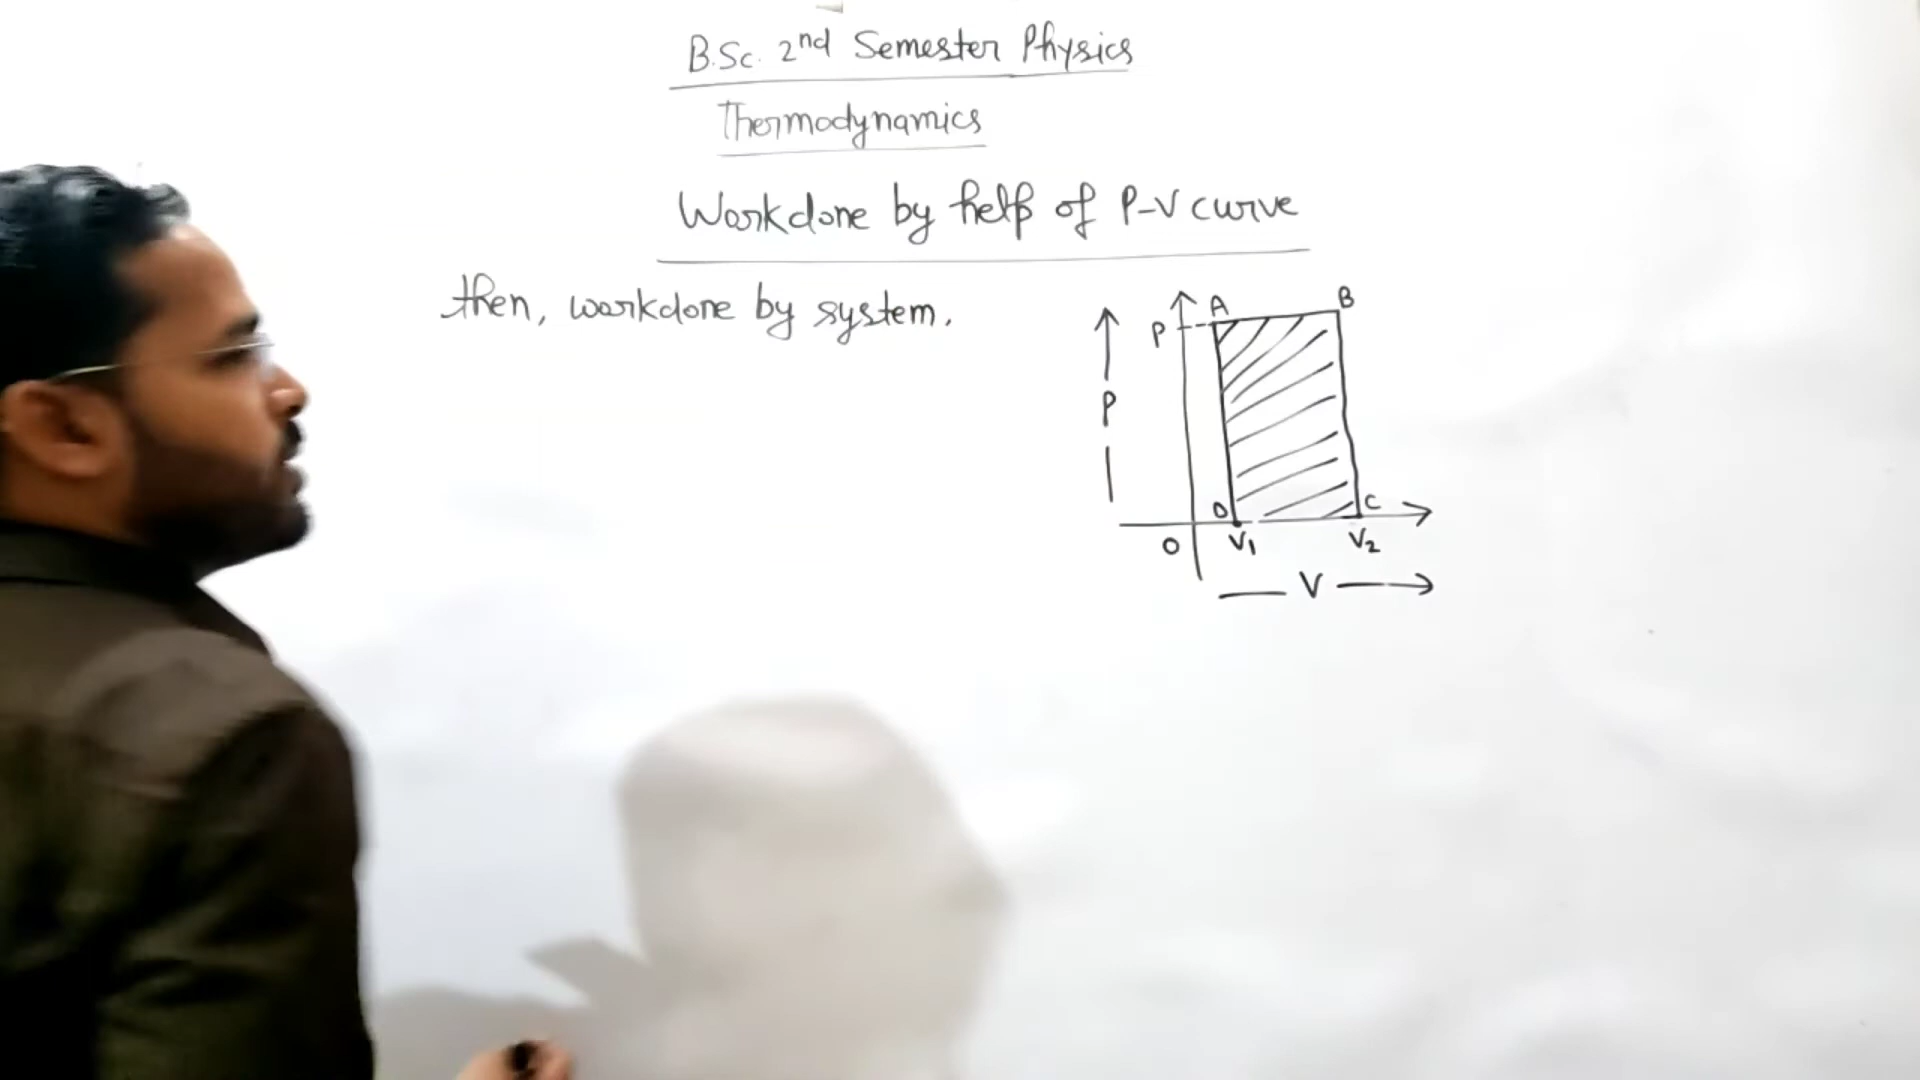 B.Sc. 2nd Semester Physics
Thermodynamics
Workdone by help of P-V curve
then, workdone by system.
A
B
P
P
D
C
O
V1
V2
V